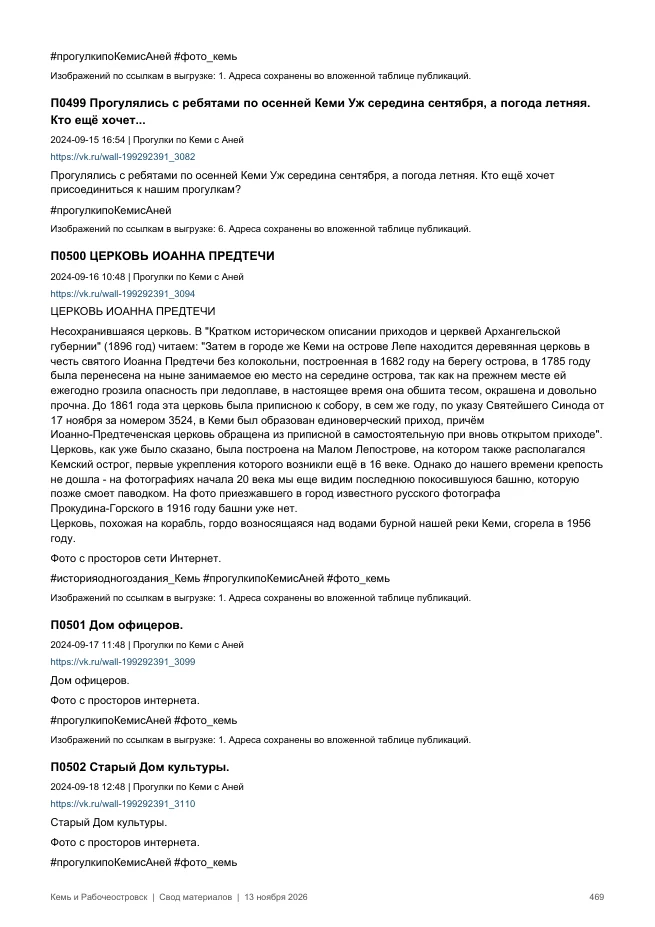 #прогулкипоКемисАней #фото_кемь
Изображений по ссылкам в выгрузке: 1. Адреса сохранены во вложенной таблице публикаций.
П0499 Прогулялись с ребятами по осенней Кеми Уж середина сентября, а погода летняя.
Кто ещё хочет...
2024-09-15 16:54 | Прогулки по Кеми с Аней
https://vk.ru/wall-199292391_3082
Прогулялись с ребятами по осенней Кеми Уж середина сентября, а погода летняя. Кто ещё хочет
присоединиться к нашим прогулкам?
#прогулкипоКемисАней
Изображений по ссылкам в выгрузке: 6. Адреса сохранены во вложенной таблице публикаций.
П0500 ЦЕРКОВЬ ИОАННА ПРЕДТЕЧИ
2024-09-16 10:48 | Прогулки по Кеми с Аней
https://vk.ru/wall-199292391_3094
ЦЕРКОВЬ ИОАННА ПРЕДТЕЧИ
Несохранившаяся церковь. В "Кратком историческом описании приходов и церквей Архангельской
губернии" (1896 год) читаем: "Затем в городе же Кеми на острове Лепе находится деревянная церковь в
честь святого Иоанна Предтечи без колокольни, построенная в 1682 году на берегу острова, в 1785 году
была перенесена на ныне занимаемое ею место на середине острова, так как на прежнем месте ей
ежегодно грозила опасность при ледоплаве, в настоящее время она обшита тесом, окрашена и довольно
прочна. До 1861 года эта церковь была приписною к собору, в сем же году, по указу Святейшего Синода от
17 ноября за номером 3524, в Кеми был образован единоверческий приход, причём
Иоанно-Предтеченская церковь обращена из приписной в самостоятельную при вновь открытом приходе".
Церковь, как уже было сказано, была построена на Малом Лепострове, на котором также располагался
Кемский острог, первые укрепления которого возникли ещё в 16 веке. Однако до нашего времени крепость
не дошла - на фотографиях начала 20 века мы еще видим последнюю покосившуюся башню, которую
позже смоет паводком. На фото приезжавшего в город известного русского фотографа
Прокудина-Горского в 1916 году башни уже нет.
Церковь, похожая на корабль, гордо возносящаяся над водами бурной нашей реки Кеми, сгорела в 1956
году.
Фото с просторов сети Интернет.
#историяодногоздания_Кемь #прогулкипоКемисАней #фото_кемь
Изображений по ссылкам в выгрузке: 1. Адреса сохранены во вложенной таблице публикаций.
П0501 Дом офицеров.
2024-09-17 11:48 | Прогулки по Кеми с Аней
https://vk.ru/wall-199292391_3099
Дом офицеров.
Фото с просторов интернета.
#прогулкипоКемисАней #фото_кемь
Изображений по ссылкам в выгрузке: 1. Адреса сохранены во вложенной таблице публикаций.
П0502 Старый Дом культуры.
2024-09-18 12:48 | Прогулки по Кеми с Аней
https://vk.ru/wall-199292391_3110
Старый Дом культуры.
Фото с просторов интернета.
#прогулкипоКемисАней #фото_кемь
Кемь и Рабочеостровск | Свод материалов | 13 ноября 2026 469